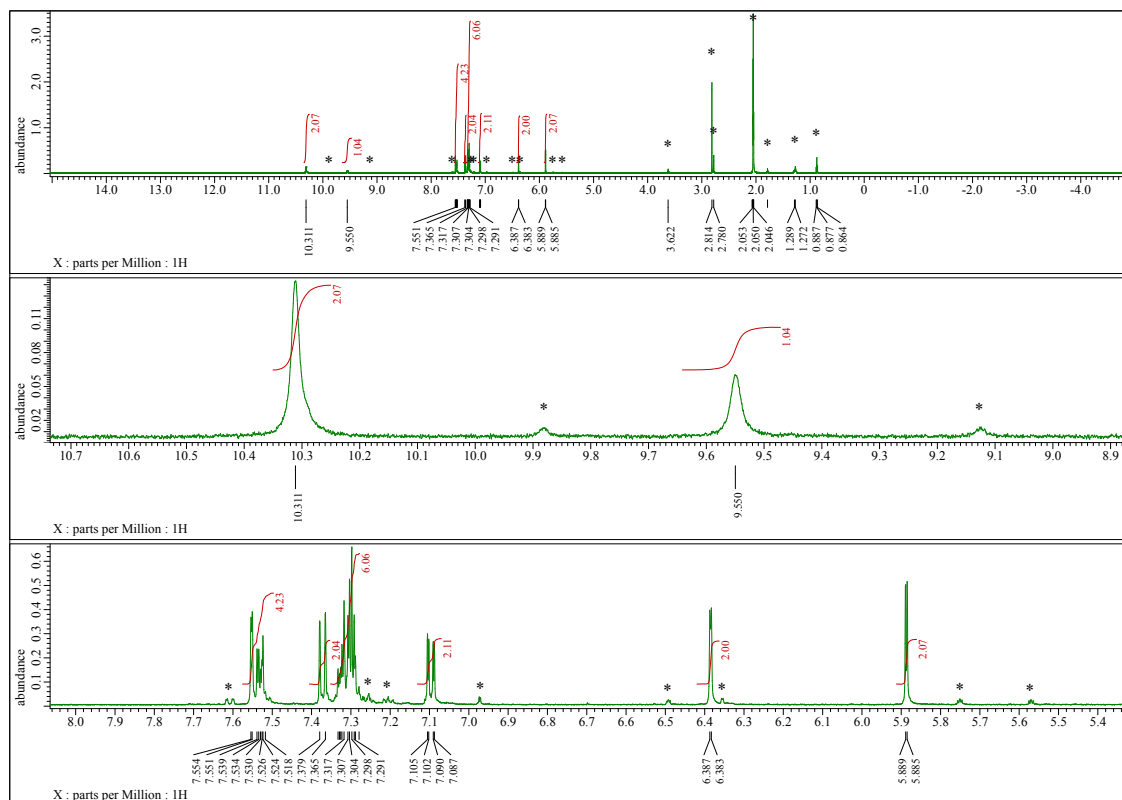 abundance
1.0 2.0 3.0
2.07 1.04 4.23 2.04 6.06 2.11 2.00 2.07
* * * * * * * * * * * * * * * * *
14.0 13.0 12.0 11.0 10.0 9.0 8.0 7.0 6.0 5.0 4.0 3.0 2.0 1.0 0 -1.0 -2.0 -3.0 -4.0
10.311 9.550 7.551 7.365 7.317 7.307 7.304 7.298 7.291 6.387 6.383 5.889 5.885 3.622 2.814 2.780 2.053 2.050 2.046 1.289 1.272 0.887 0.877 0.864
X : parts per Million : 1H
abundance
0.02 0.05 0.08 0.11
2.07 1.04
* *
10.7 10.6 10.5 10.4 10.3 10.2 10.1 10.0 9.9 9.8 9.7 9.6 9.5 9.4 9.3 9.2 9.1 9.0 8.9
10.311 9.550
X : parts per Million : 1H
abundance
0.1 0.2 0.3 0.4 0.5 0.6
4.23 2.04 6.06 2.11 2.00 2.07
* * * * * * * *
8.0 7.9 7.8 7.7 7.6 7.5 7.4 7.3 7.2 7.1 7.0 6.9 6.8 6.7 6.6 6.5 6.4 6.3 6.2 6.1 6.0 5.9 5.8 5.7 5.6 5.5 5.4
7.554 7.551 7.539 7.534 7.530 7.526 7.524 7.518 7.379 7.365 7.317 7.307 7.304 7.298 7.291 7.105 7.102 7.090 7.087 6.387 6.383 5.889 5.885
X : parts per Million : 1H